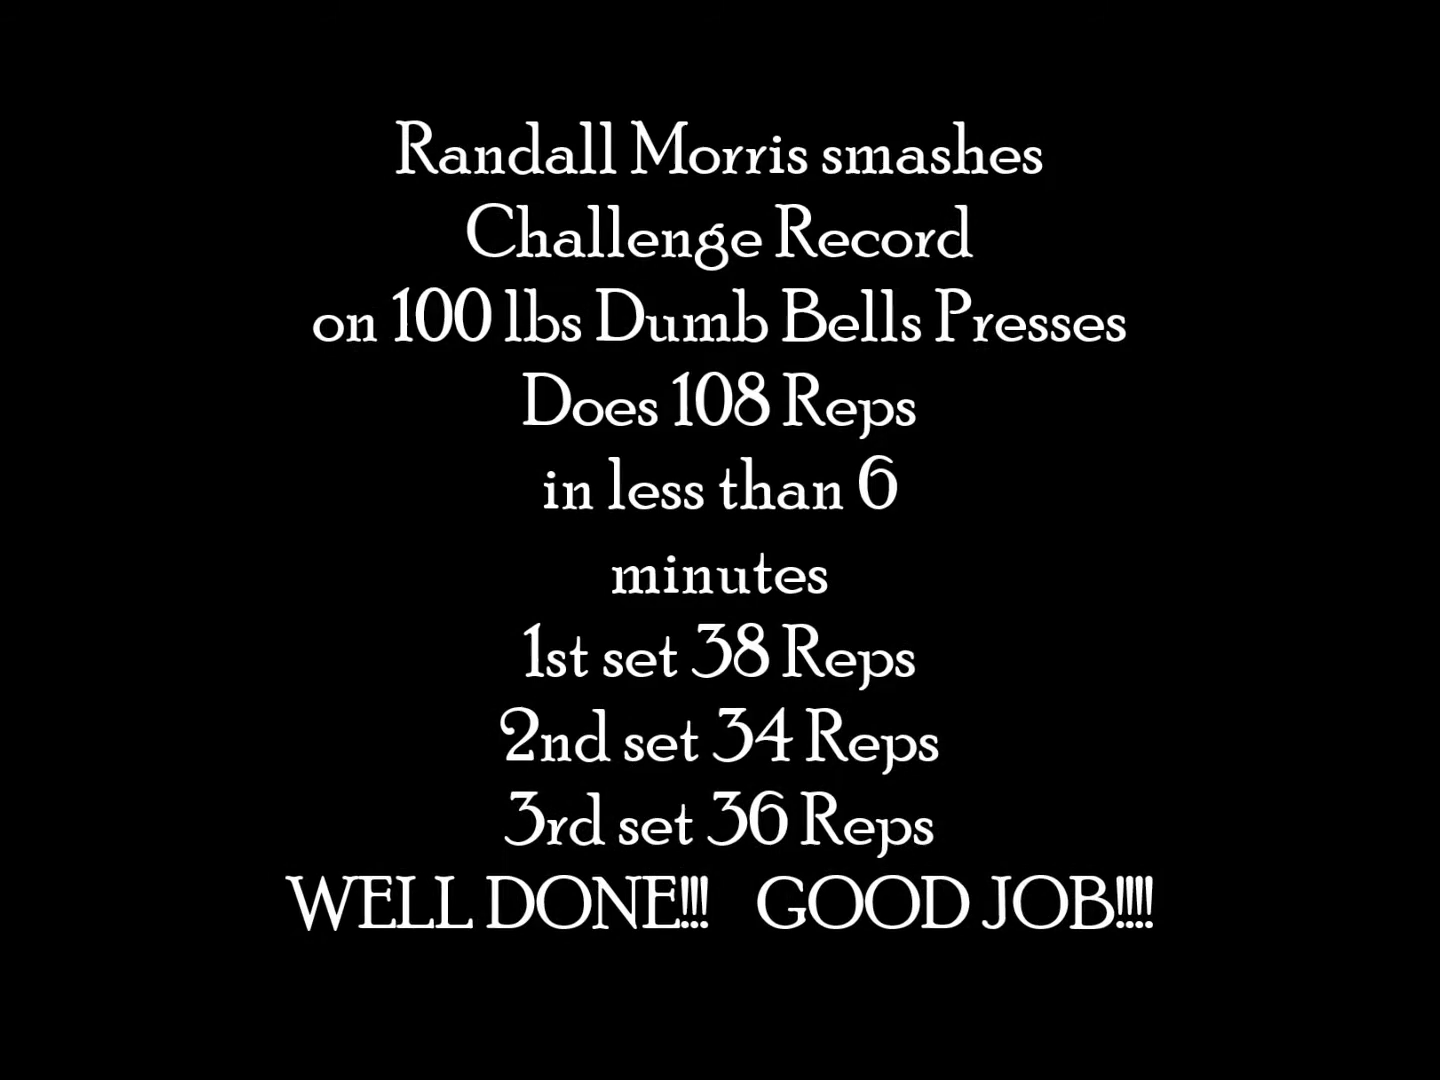 Randall Morris smashes
Challenge Record
on 100 lbs Dumb Bells Presses
Does 108 Reps
in less than 6
minutes
1st set 38 Reps
2nd set 34 Reps
3rd set 36 Reps
WELL DONE!!!   GOOD JOB!!!!